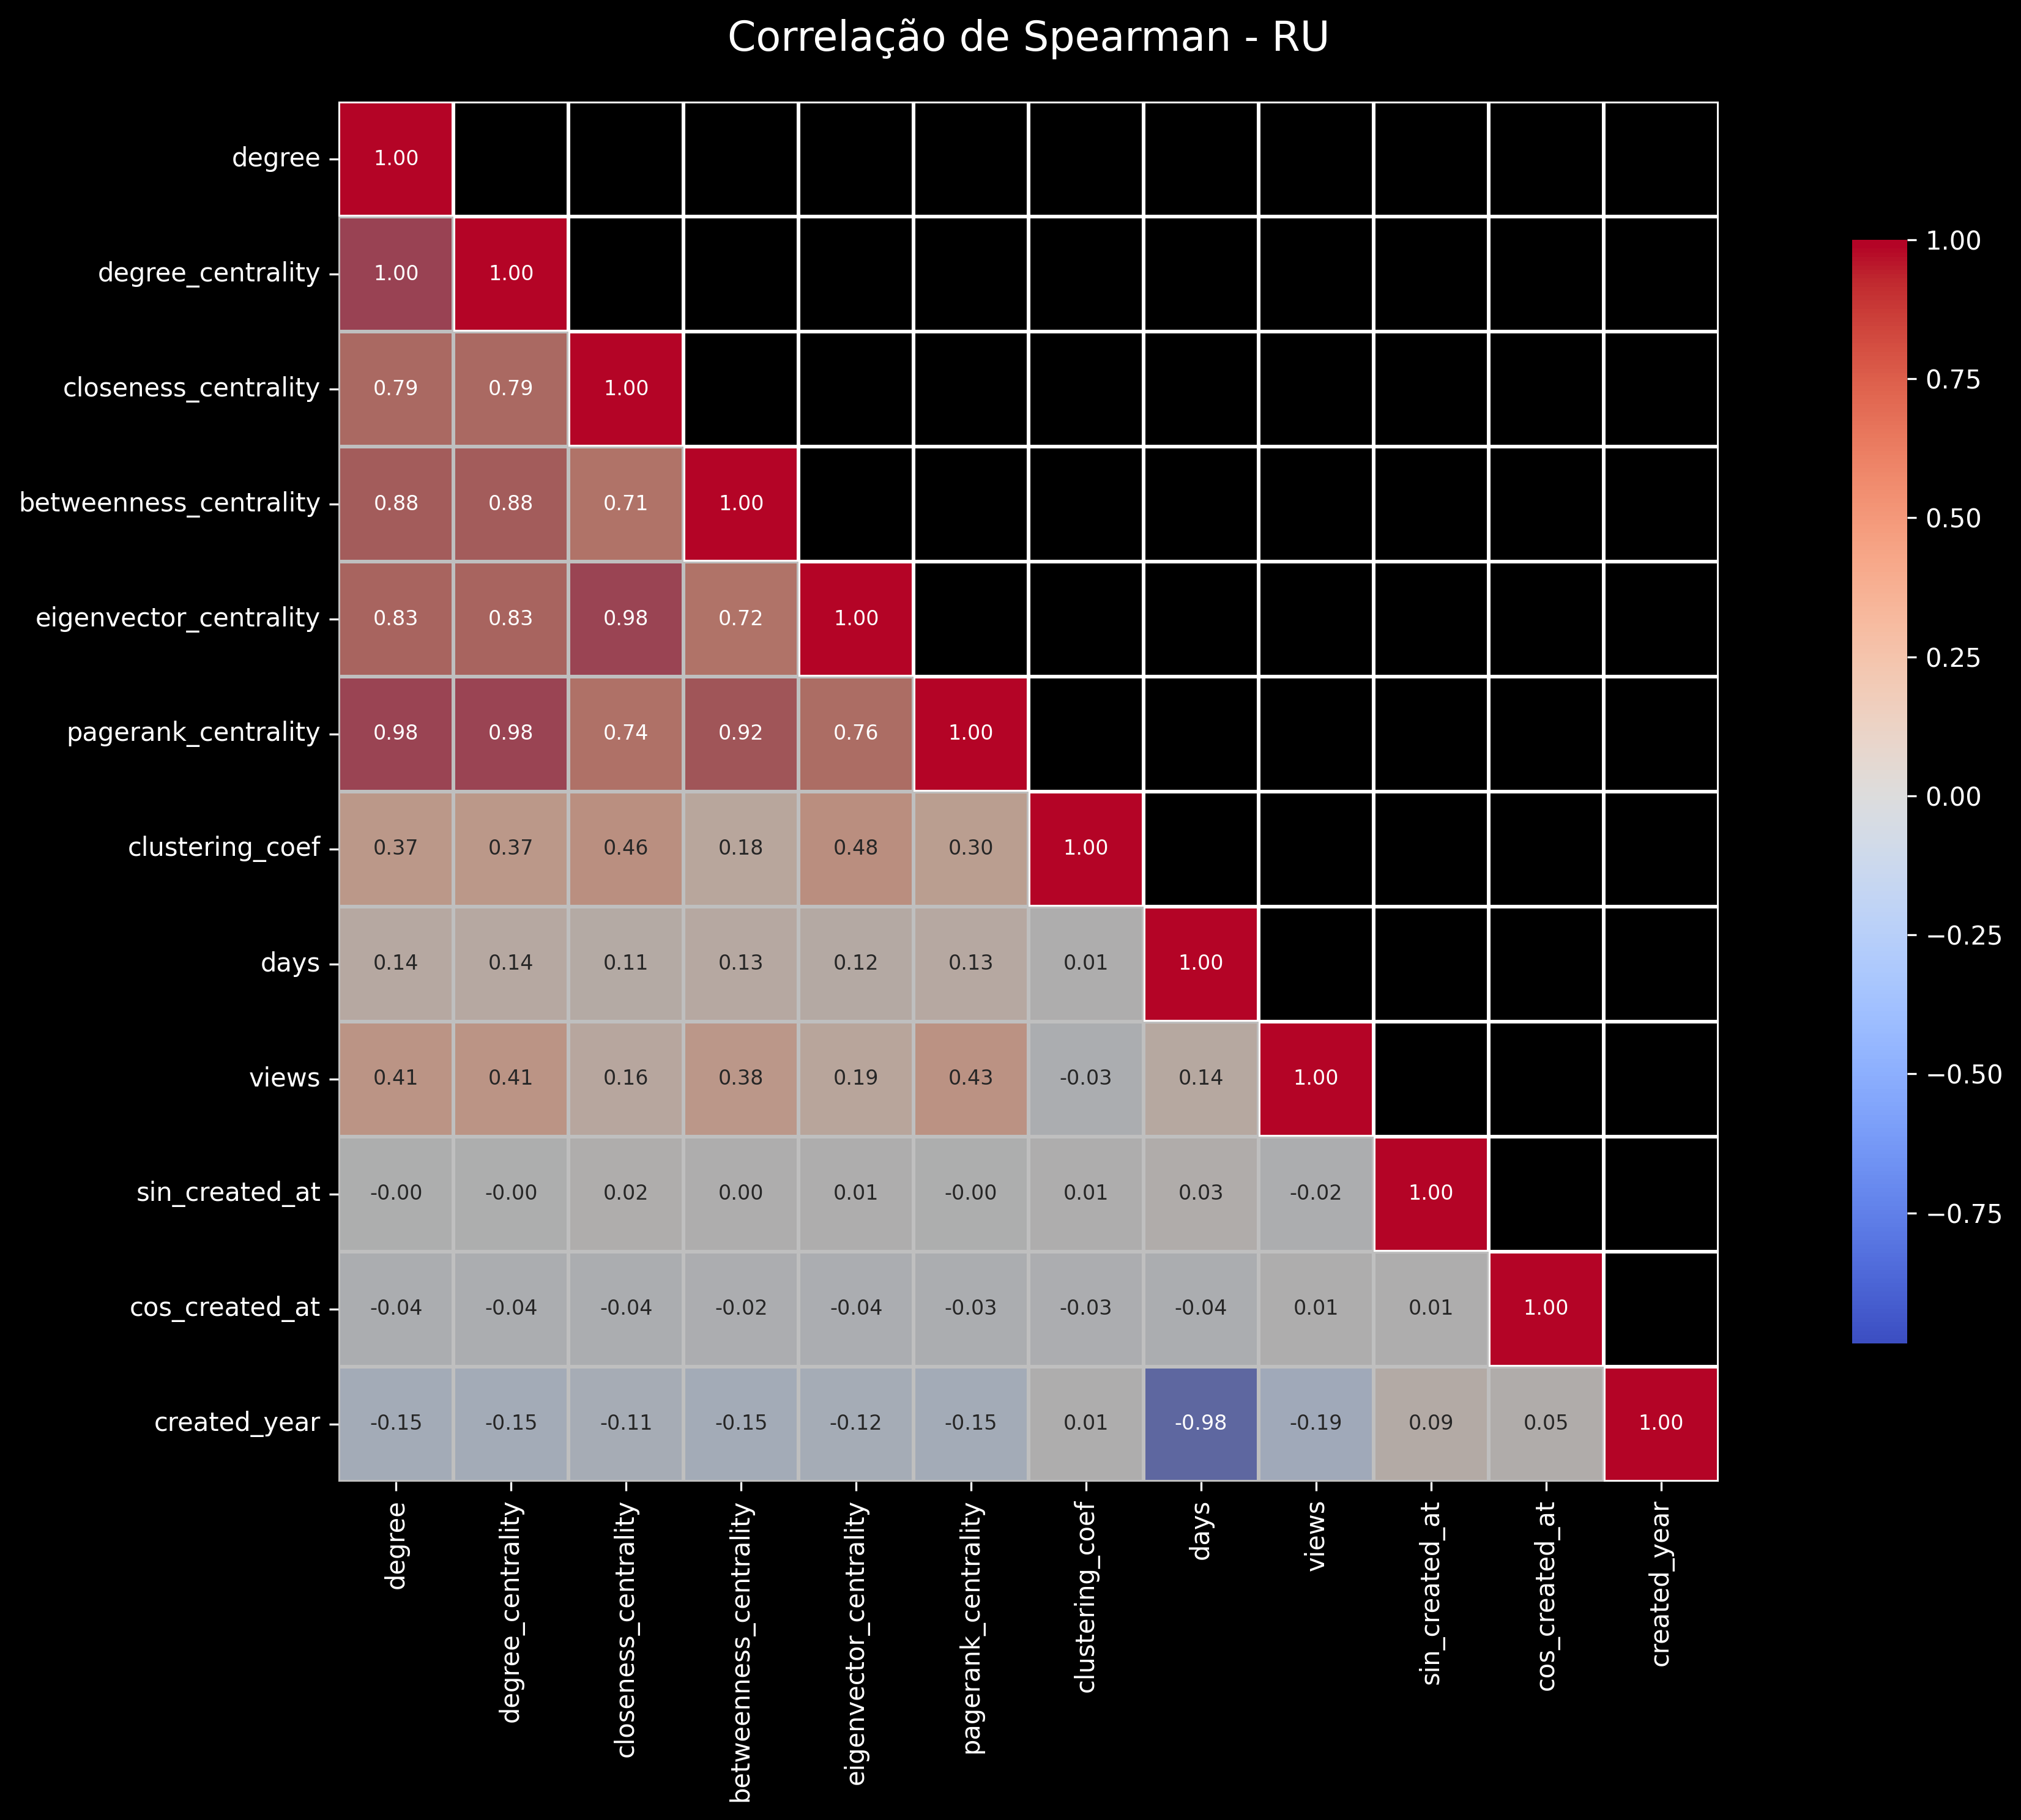 Correlação de Spearman - RU
degree 1.00
degree_centrality 1.00 1.00
closeness_centrality 0.79 0.79 1.00
betweenness_centrality 0.88 0.88 0.71 1.00
eigenvector_centrality 0.83 0.83 0.98 0.72 1.00
pagerank_centrality 0.98 0.98 0.74 0.92 0.76 1.00
clustering_coef 0.37 0.37 0.46 0.18 0.48 0.30 1.00
days 0.14 0.14 0.11 0.13 0.12 0.13 0.01 1.00
views 0.41 0.41 0.16 0.38 0.19 0.43 -0.03 0.14 1.00
sin_created_at -0.00 -0.00 0.02 0.00 0.01 -0.00 0.01 0.03 -0.02 1.00
cos_created_at -0.04 -0.04 -0.04 -0.02 -0.04 -0.03 -0.03 -0.04 0.01 0.01 1.00
created_year -0.15 -0.15 -0.11 -0.15 -0.12 -0.15 0.01 -0.98 -0.19 0.09 0.05 1.00
degree
degree_centrality
closeness_centrality
betweenness_centrality
eigenvector_centrality
pagerank_centrality
clustering_coef
days
views
sin_created_at
cos_created_at
created_year
1.00
0.75
0.50
0.25
0.00
−0.25
−0.50
−0.75